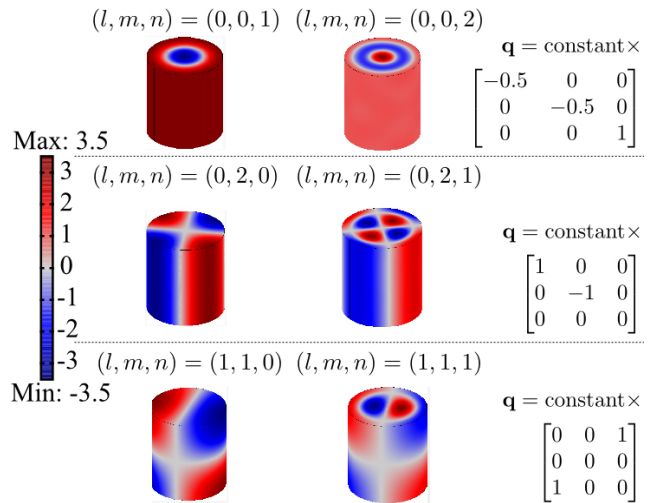 (l, m, n) = (0, 0, 1) (l, m, n) = (0, 0, 2)
q = constant×
−0.5 0 0
0 −0.5 0
0 0 1
Max: 3.5
3
2
1
0
-1
-2
-3
Min: -3.5
(l, m, n) = (0, 2, 0) (l, m, n) = (0, 2, 1)
q = constant×
1 0 0
0 −1 0
0 0 0
(l, m, n) = (1, 1, 0) (l, m, n) = (1, 1, 1)
q = constant×
0 0 1
0 0 0
1 0 0